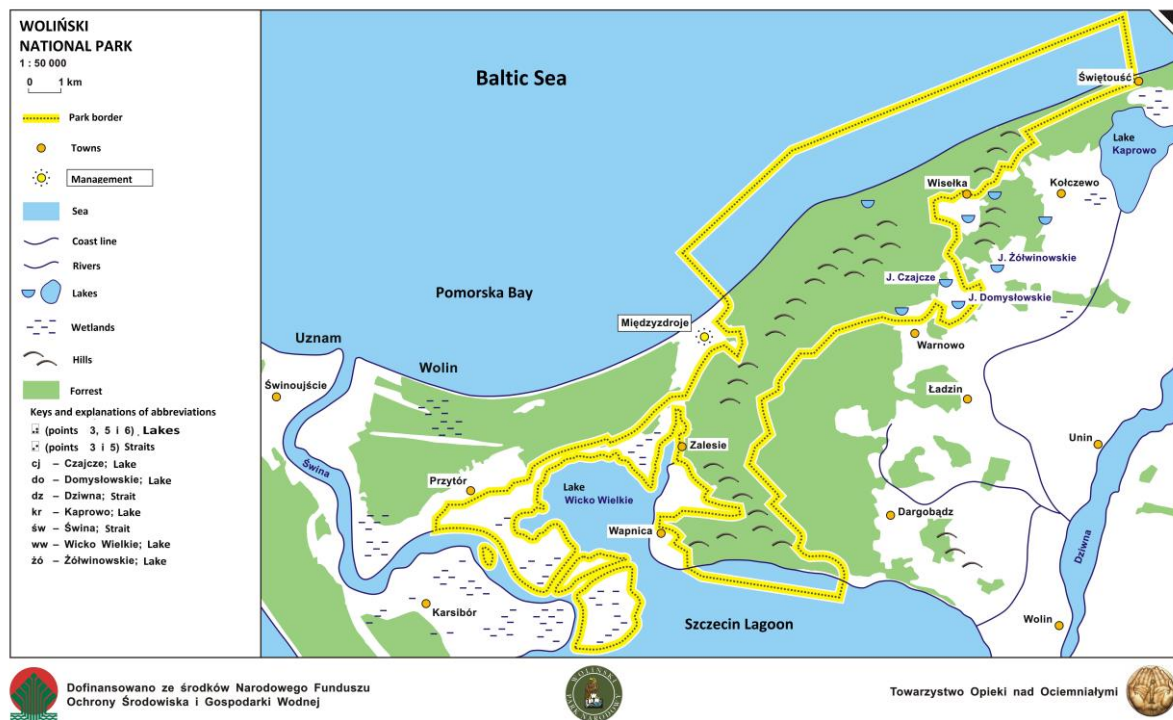 WOLIŃSKI
NATIONAL PARK
1 : 50 000
0 1 km
Park border
Towns
Management
Sea
Coast line
Rivers
Lakes
Wetlands
Hills
Forrest
Keys and explanations of abbreviations
(points 3, 5 i 6) Lakes
(points 3 i 5) Straits
cj – Czajcze; Lake
do – Domysłowskie; Lake
dz – Dziwna; Strait
kr – Kaprowo; Lake
św – Świna; Strait
ww – Wicko Wielkie; Lake
żó – Żółwinowskie; Lake
Baltic Sea
Świętouść
Lake
Kaprowo
Wisełka
Kołczewo
J. Żółwinowskie
J. Czajcze
J. Domysłowskie
Pomorska Bay
Międzyzdroje
Warnowo
Uznam
Wolin
Świnoujście
Ładzin
Unin
Świna
Zalesie
Przytór
Lake
Wicko Wielkie
Wapnica
Dargobądz
Dziwna
Karsibór
Szczecin Lagoon
Wolin
Dofinansowano ze środków Narodowego Funduszu
Ochrony Środowiska i Gospodarki Wodnej
WOLIŃSKI PARK NARODOWY
Towarzystwo Opieki nad Ociemniałymi